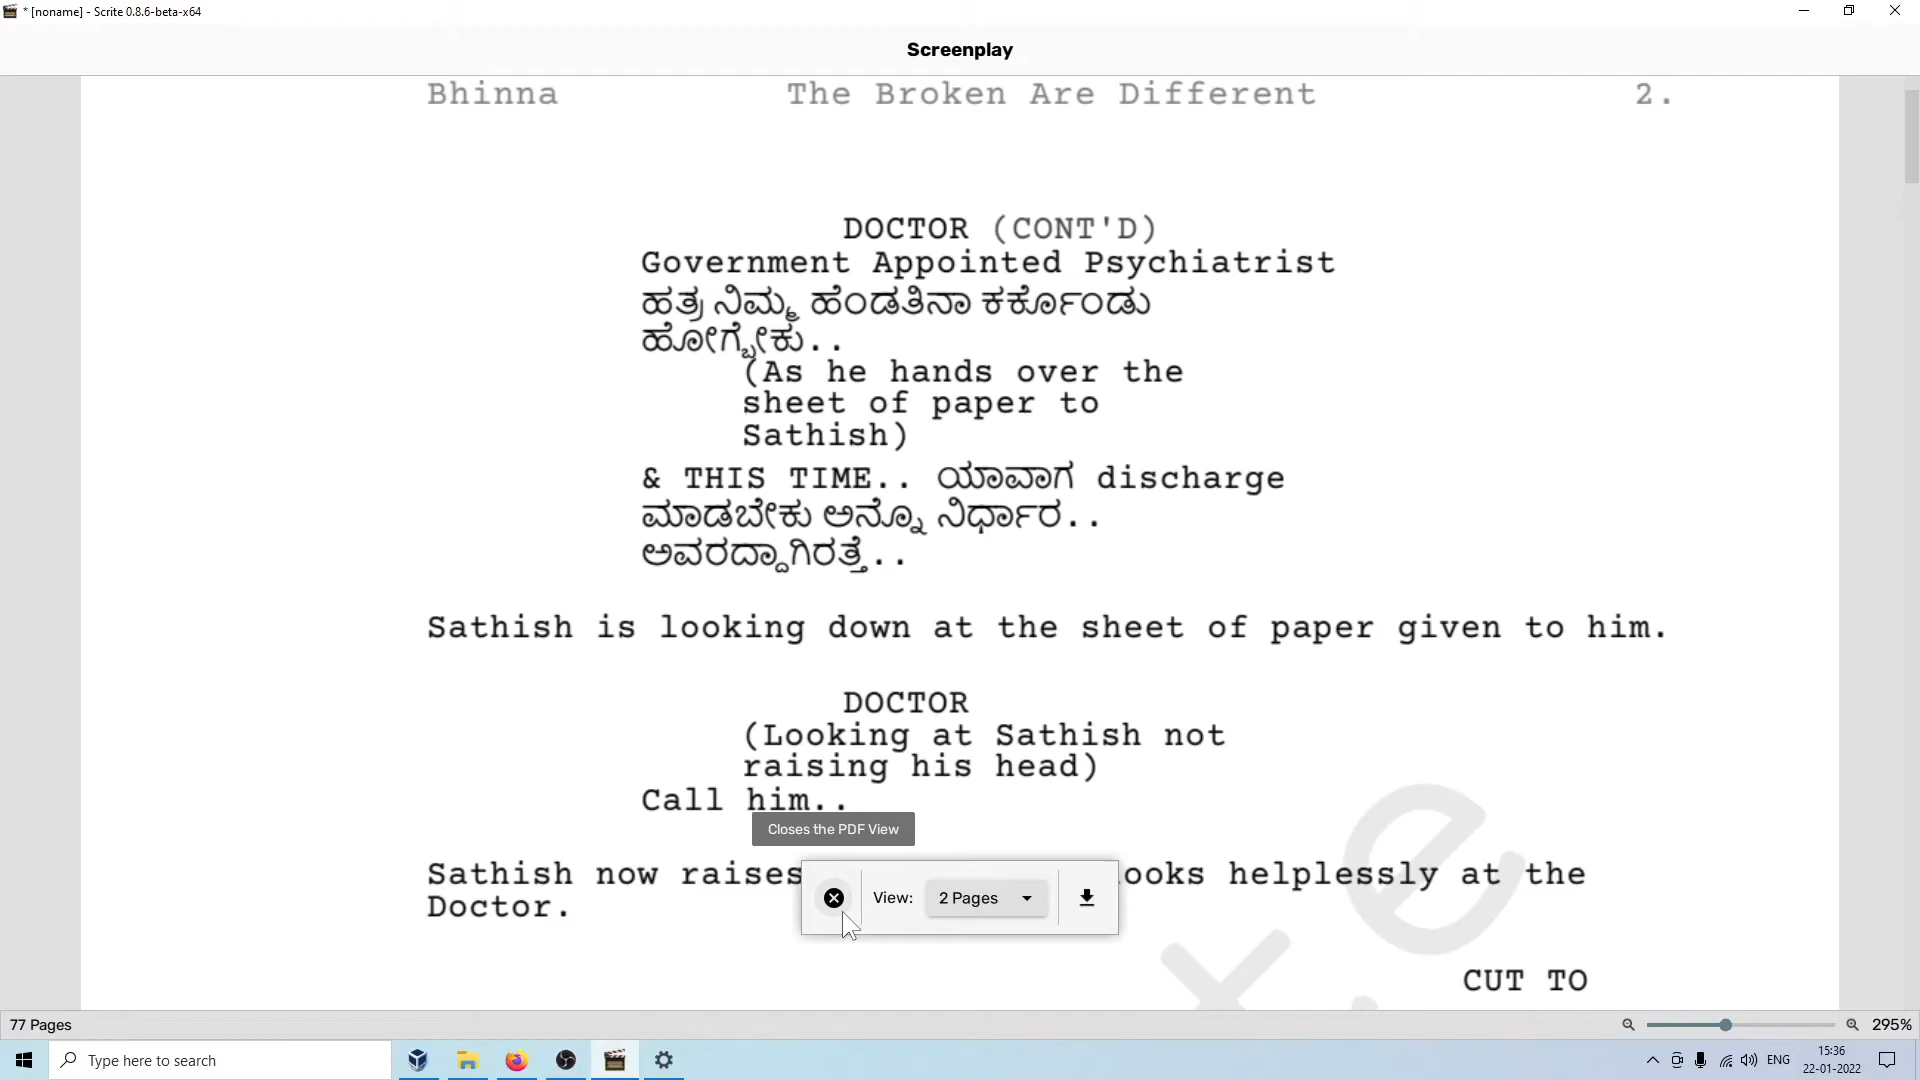 * [noname] - Scrite 0.8.6-beta-x64
Screenplay
Bhinna The Broken Are Different 2.
DOCTOR (CONT'D)
Government Appointed Psychiatrist
ಹತ್ರ ನಿಮ್ಮ ಹೆಂಡತಿನಾ ಕರ್ಕೊಂಡು
ಹೋಗ್ಬೇಕು..
(As he hands over the
sheet of paper to
Sathish)
& THIS TIME.. ಯಾವಾಗ discharge
ಮಾಡಬೇಕು ಅನ್ನೊ ನಿರ್ಧಾರ..
ಅವರದ್ದಾಗಿರತ್ತೆ..
Sathish is looking down at the sheet of paper given to him.
DOCTOR
(Looking at Sathish not
raising his head)
Call him..
Closes the PDF View
Sathish now raises ooks helplessly at the
Doctor.
View: 2 Pages
CUT TO
77 Pages
295%
Type here to search
ENG
15:36
22-01-2022